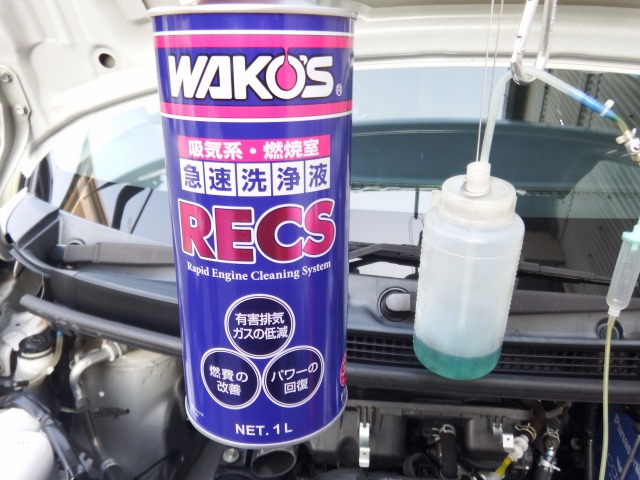 WAKO'S®
吸気系・燃焼室
急速洗浄液
RECS
Rapid Engine Cleaning System
有害排気
ガスの低減
燃費の
改善
パワーの
回復
NET. 1L